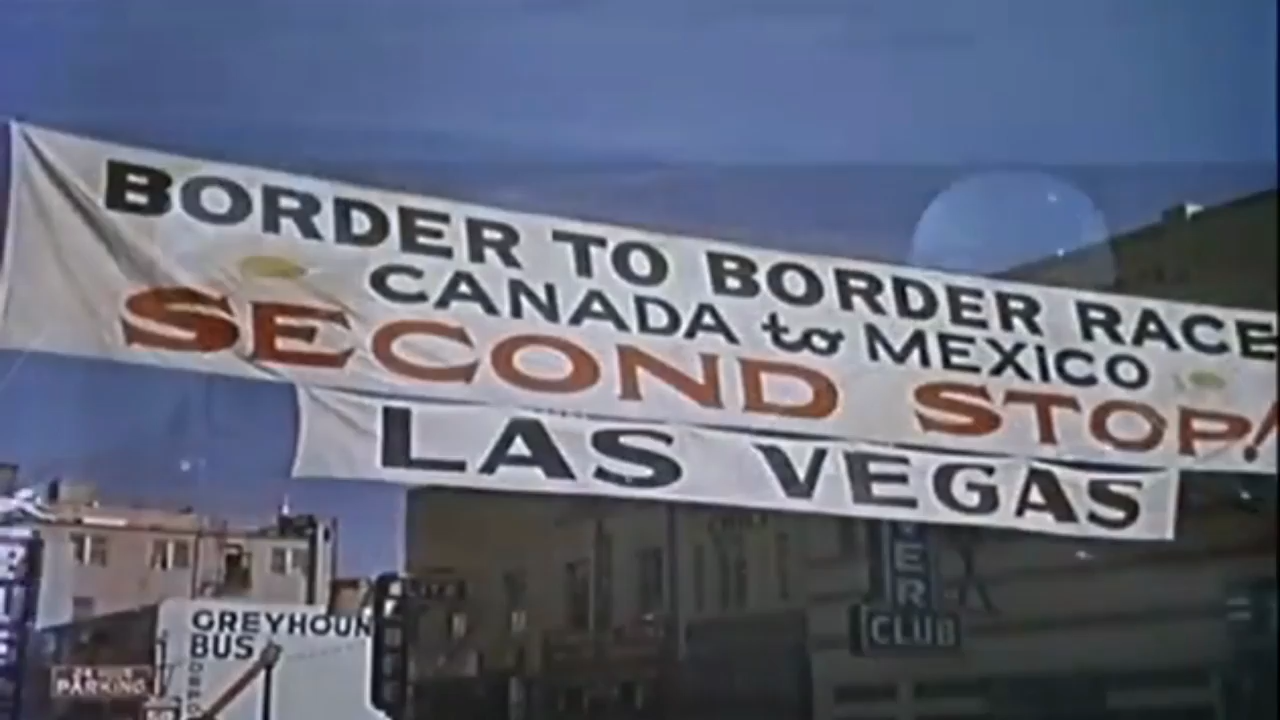 BORDER TO BORDER RACE
CANADA to MEXICO
SECOND STOP!
LAS VEGAS
ER
CLUB
GREYHOUN
BUS
PARKING